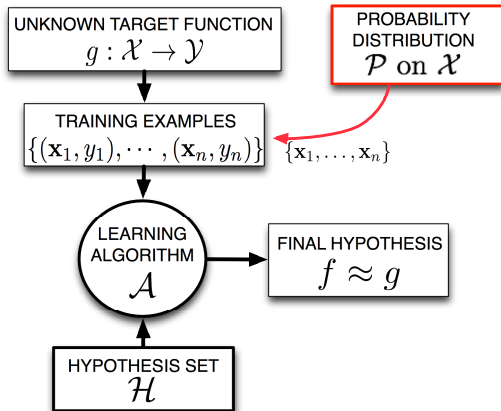 UNKNOWN TARGET FUNCTION
g : 𝒳 → 𝒴
PROBABILITY
DISTRIBUTION
𝒫 on 𝒳
TRAINING EXAMPLES
{(x₁, y₁), ⋯ , (xₙ, yₙ)}
{x₁, . . . , xₙ}
LEARNING
ALGORITHM
𝒜
FINAL HYPOTHESIS
f ≈ g
HYPOTHESIS SET
ℋ